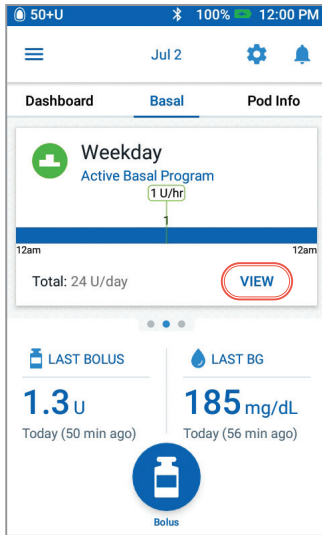 50+U 100% 12:00 PM
Jul 2
Dashboard Basal Pod Info
Weekday
Active Basal Program
1 U/hr
1
12am 12am
Total: 24 U/day VIEW
LAST BOLUS LAST BG
1.3 U 185 mg/dL
Today (50 min ago) Today (56 min ago)
Bolus